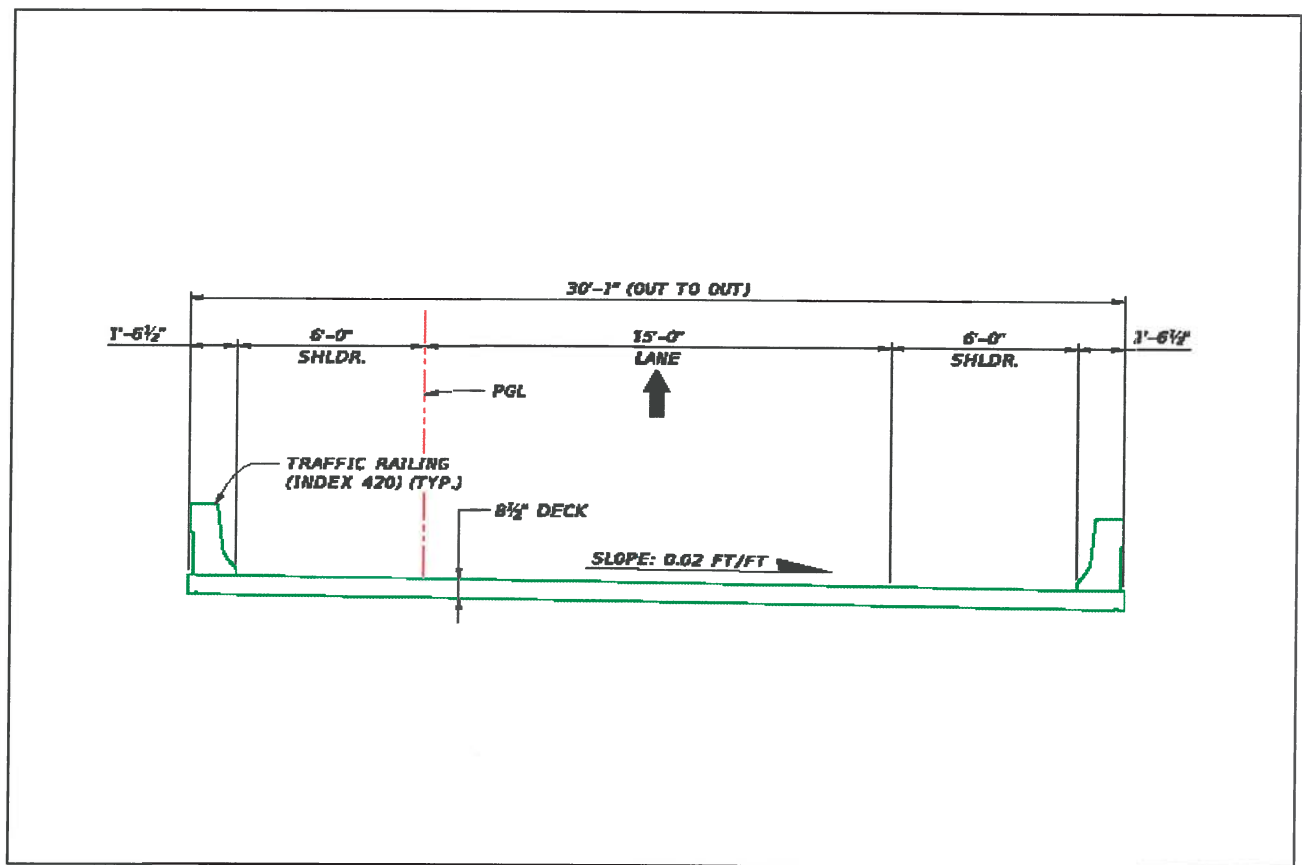 30'-1" (OUT TO OUT)
1'-6½"
6'-0"
15'-0"
6'-0"
1'-6½"
SHLDR.
LANE
SHLDR.
PGL
TRAFFIC RAILING
(INDEX 420) (TYP.)
8½" DECK
SLOPE: 0.02 FT/FT